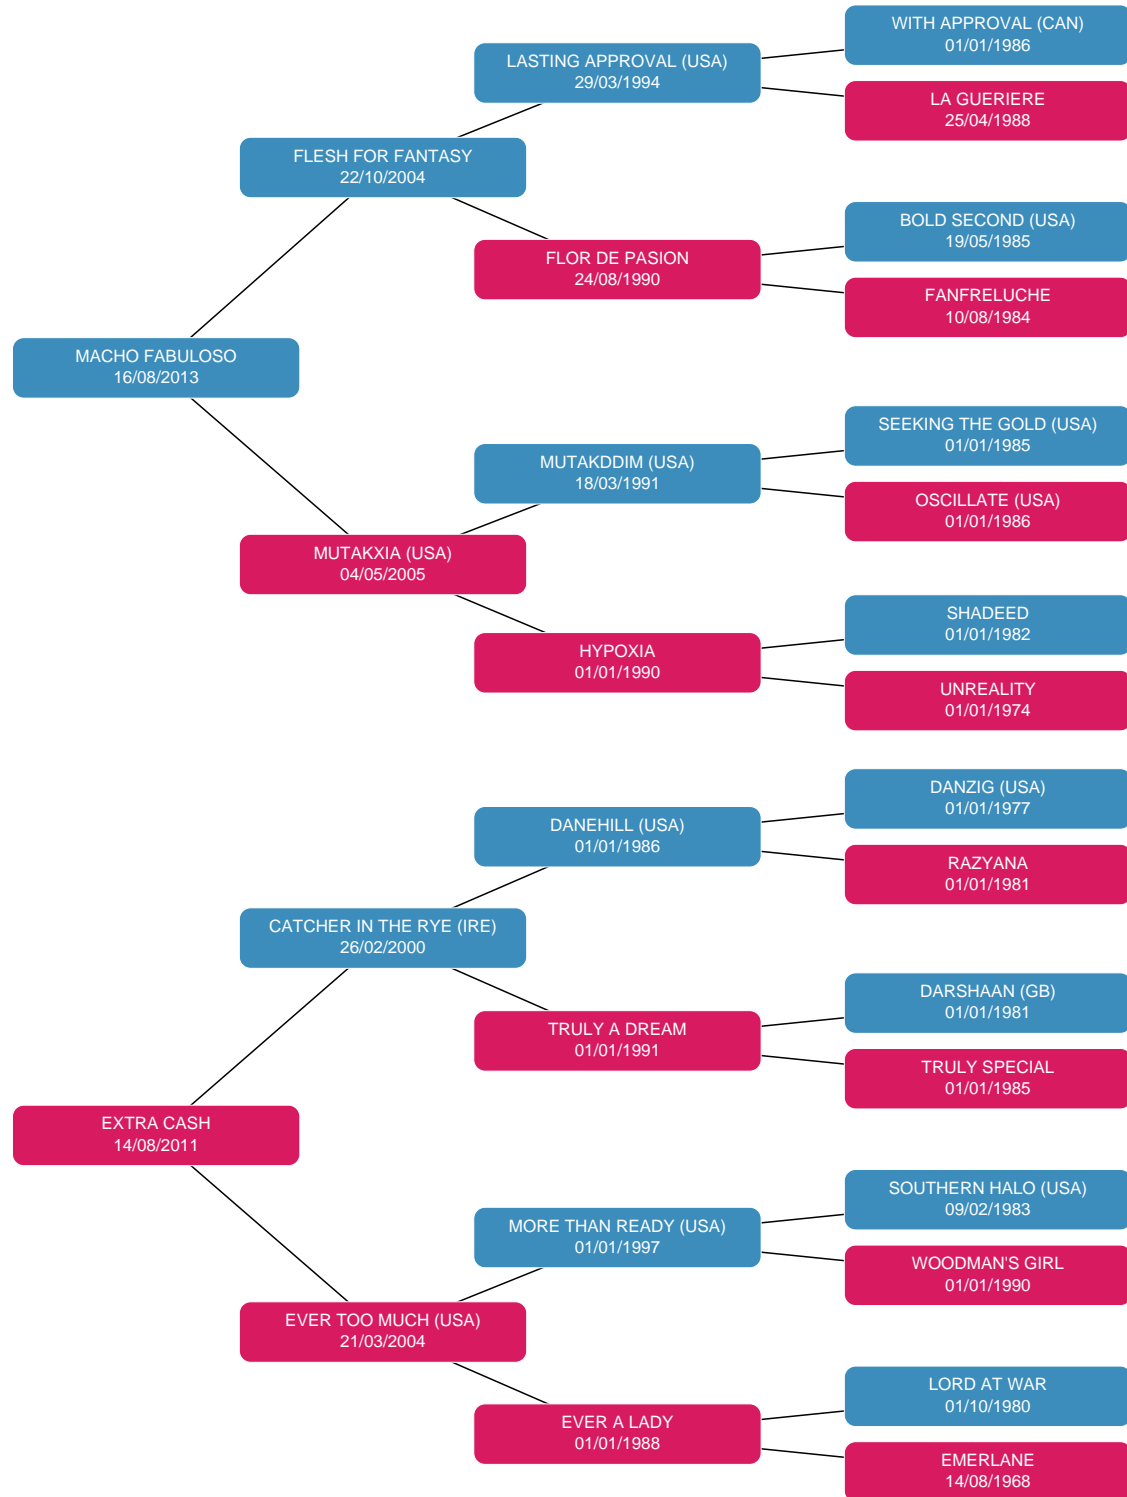 WITH APPROVAL (CAN)
01/01/1986
LASTING APPROVAL (USA)
29/03/1994
LA GUERIERE
25/04/1988
FLESH FOR FANTASY
22/10/2004
BOLD SECOND (USA)
19/05/1985
FLOR DE PASION
24/08/1990
FANFRELUCHE
10/08/1984
MACHO FABULOSO
16/08/2013
SEEKING THE GOLD (USA)
01/01/1985
MUTAKDDIM (USA)
18/03/1991
OSCILLATE (USA)
01/01/1986
MUTAKXIA (USA)
04/05/2005
SHADEED
01/01/1982
HYPOXIA
01/01/1990
UNREALITY
01/01/1974
DANZIG (USA)
01/01/1977
DANEHILL (USA)
01/01/1986
RAZYANA
01/01/1981
CATCHER IN THE RYE (IRE)
26/02/2000
DARSHAAN (GB)
01/01/1981
TRULY A DREAM
01/01/1991
TRULY SPECIAL
01/01/1985
EXTRA CASH
14/08/2011
SOUTHERN HALO (USA)
09/02/1983
MORE THAN READY (USA)
01/01/1997
WOODMAN'S GIRL
01/01/1990
EVER TOO MUCH (USA)
21/03/2004
LORD AT WAR
01/10/1980
EVER A LADY
01/01/1988
EMERLANE
14/08/1968